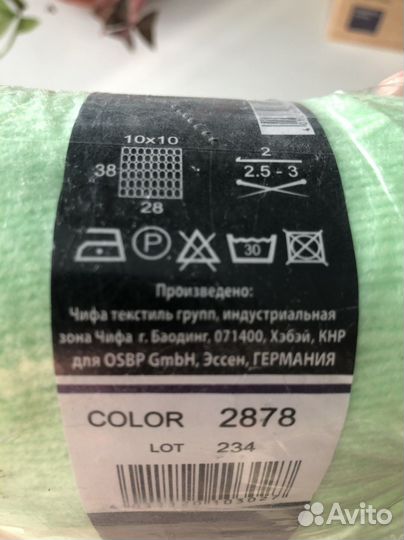 10x10
38
28
2
2.5 - 3
P
30
Произведено:
Чифа текстиль групп, индустриальная
зона Чифа г. Баодинг, 071400, Хэбэй, КНР
для OSBP GmbH, Эссен, ГЕРМАНИЯ
COLOR 2878
LOT 234
Avito